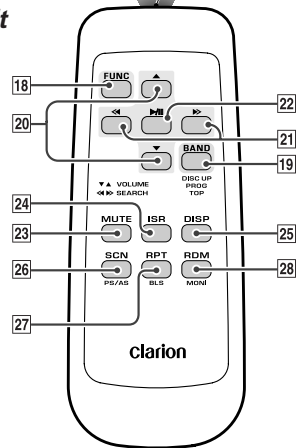 it
FUNC
18
20
22
21
BAND
19
DISC UP
PROG
TOP
▼▲ VOLUME
◀◀ ▶▶ SEARCH
24
MUTE ISR DISP
23
25
SCN RPT RDM
26
28
PS/AS BLS MONI
27
clarion